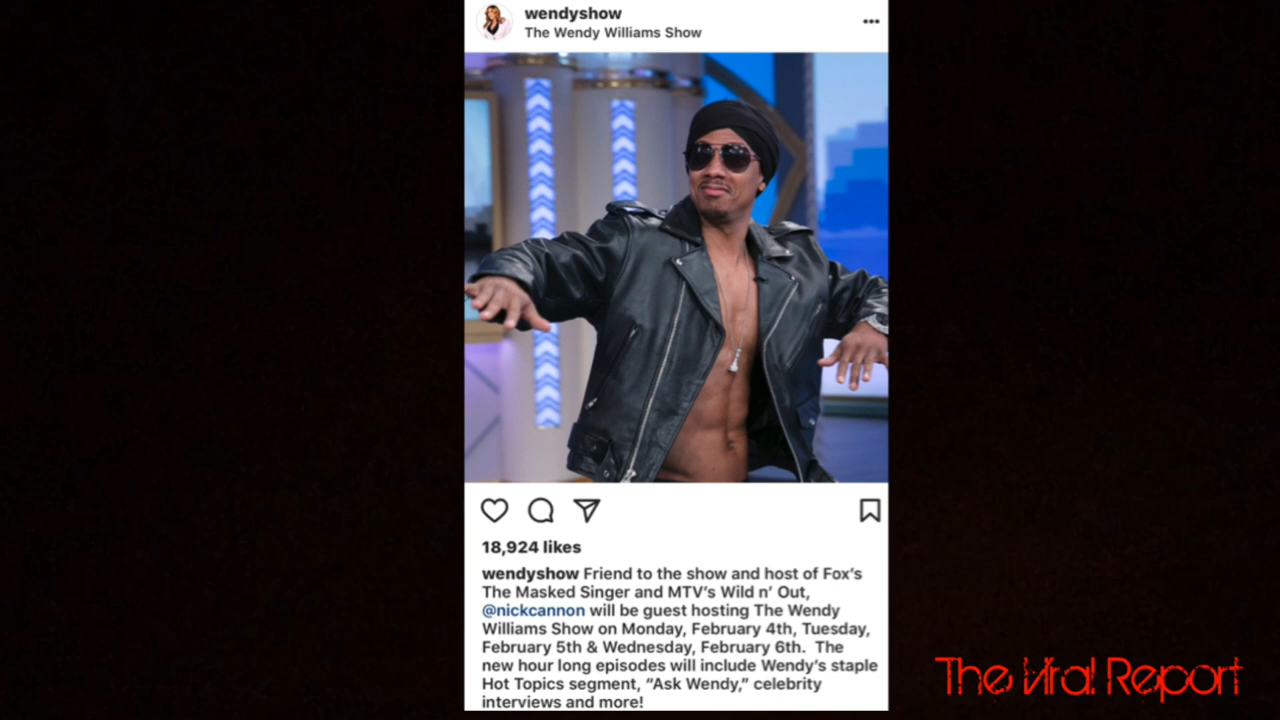 wendyshow
The Wendy Williams Show
18,924 likes
wendyshow Friend to the show and host of Fox's
The Masked Singer and MTV's Wild n' Out,
@nickcannon will be guest hosting The Wendy
Williams Show on Monday, February 4th, Tuesday,
February 5th & Wednesday, February 6th.  The
new hour long episodes will include Wendy's staple
Hot Topics segment, “Ask Wendy,” celebrity
interviews and more!
The Viral Report